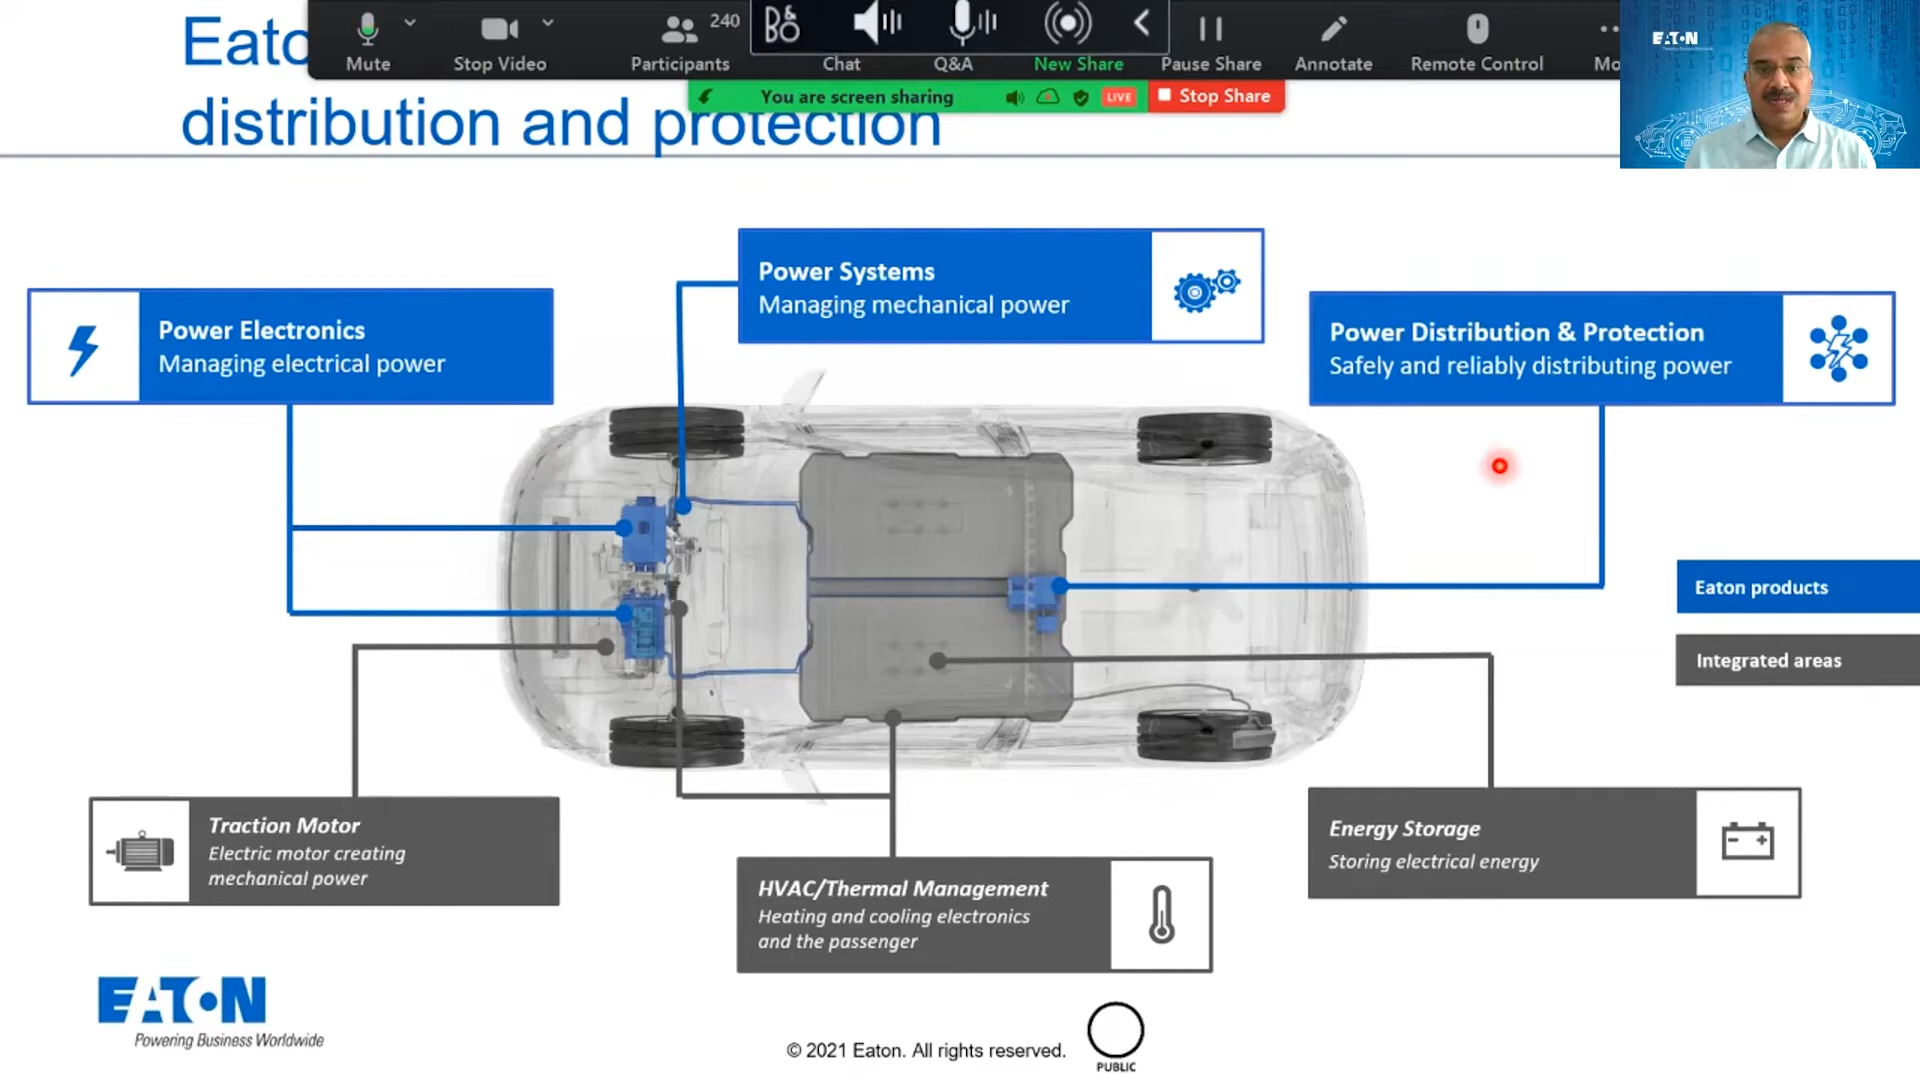 Eato
distribution and protection
Mute
Stop Video
Participants
240
B&O
Chat
Q&A
New Share
Pause Share
Annotate
Remote Control
Mo
You are screen sharing
LIVE
Stop Share
EATON
Power Systems
Managing mechanical power
Power Electronics
Managing electrical power
Power Distribution & Protection
Safely and reliably distributing power
Eaton products
Integrated areas
Traction Motor
Electric motor creating
mechanical power
HVAC/Thermal Management
Heating and cooling electronics
and the passenger
Energy Storage
Storing electrical energy
EATON
Powering Business Worldwide
© 2021 Eaton. All rights reserved.
PUBLIC